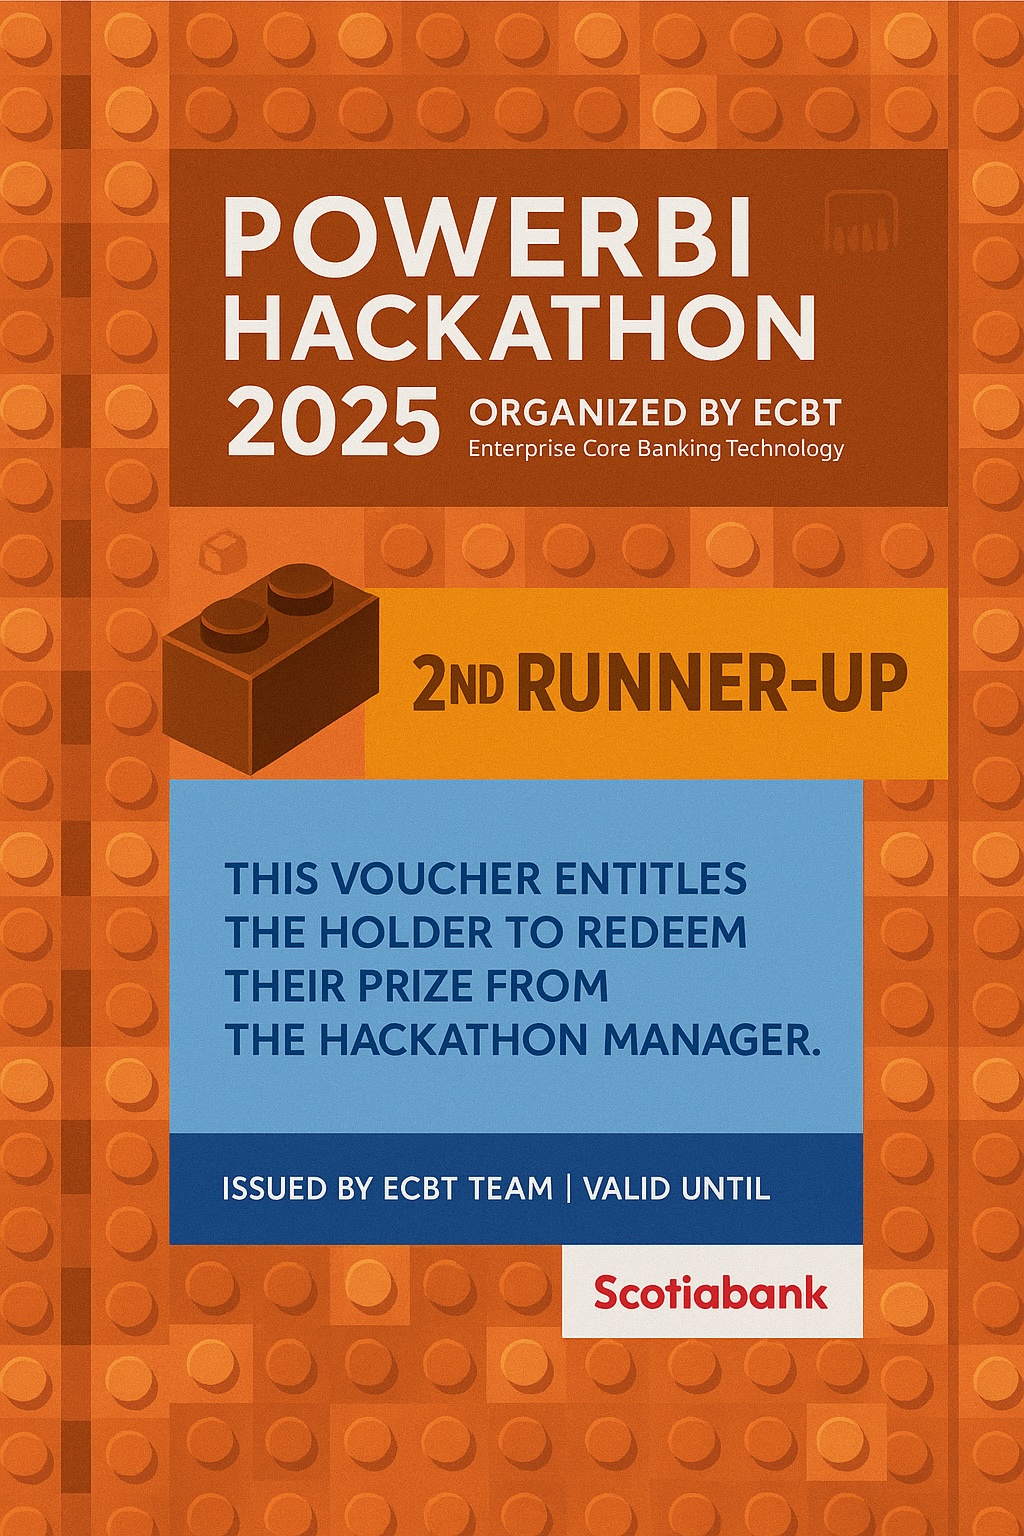 POWERBI
HACKATHON
2025
ORGANIZED BY ECBT
Enterprise Core Banking Technology
2ND RUNNER-UP
THIS VOUCHER ENTITLES
THE HOLDER TO REDEEM
THEIR PRIZE FROM
THE HACKATHON MANAGER.
ISSUED BY ECBT TEAM | VALID UNTIL
Scotiabank